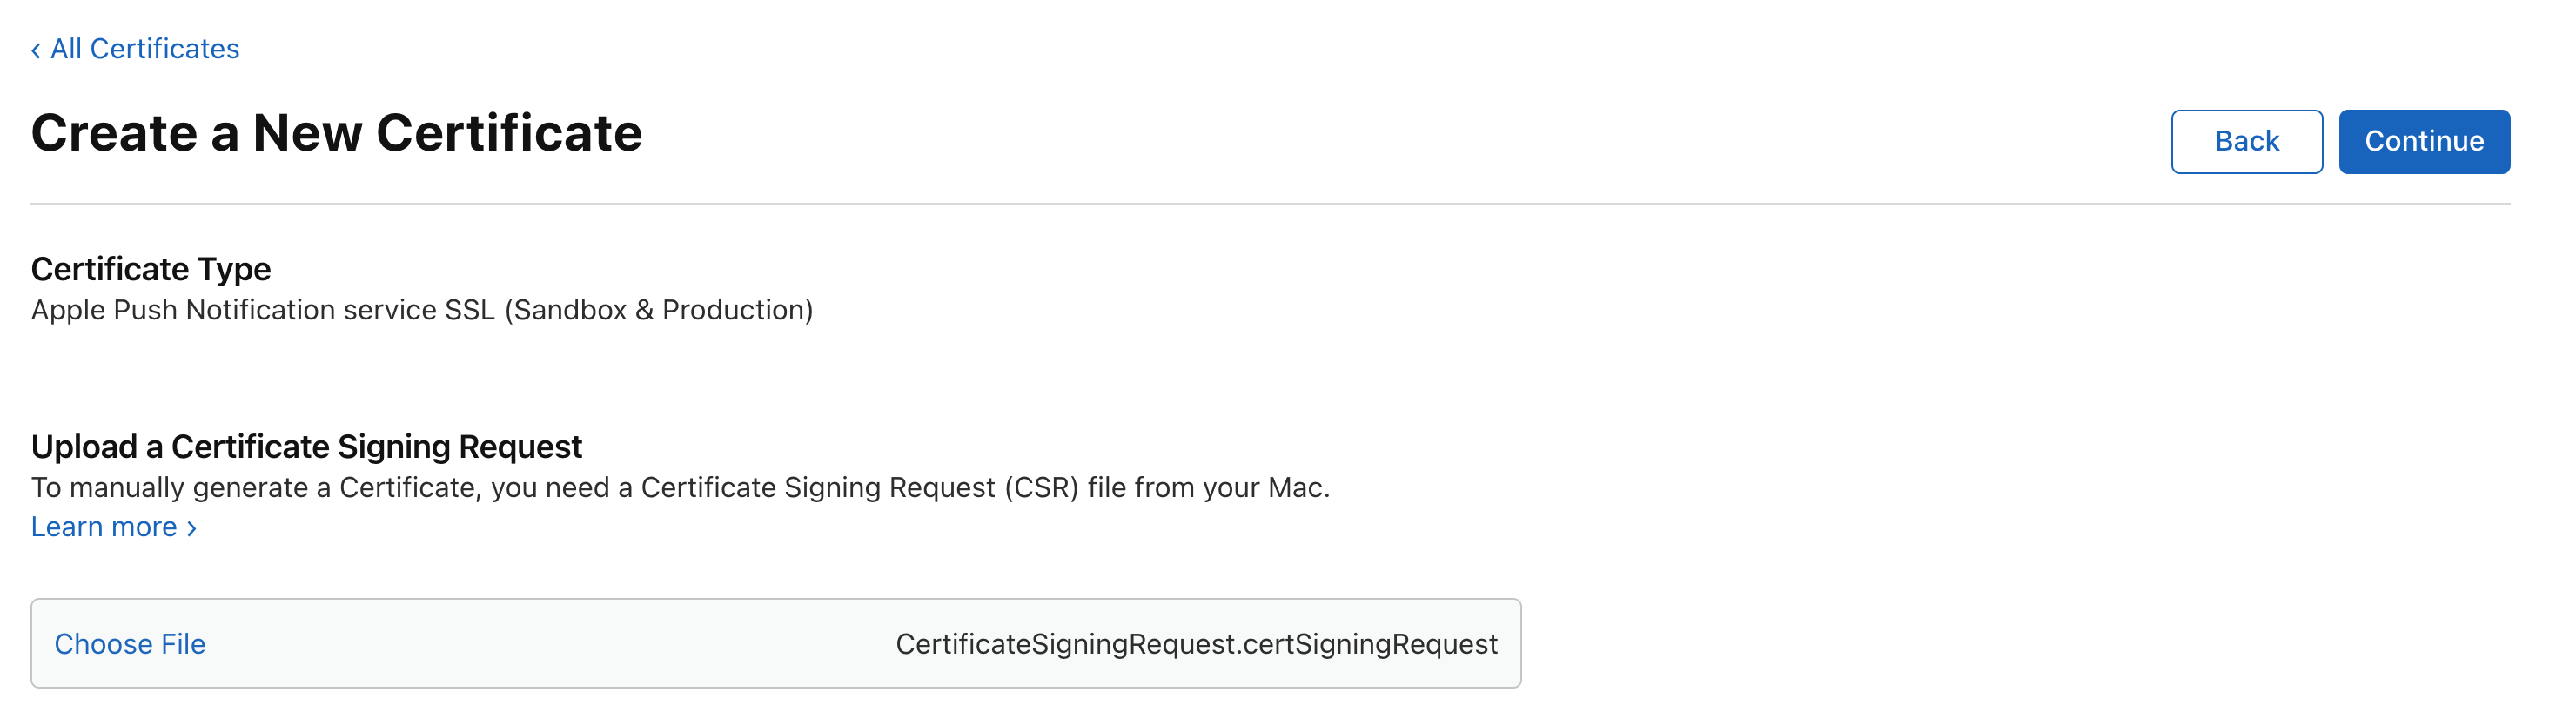 ‹ All Certificates
Create a New Certificate
Back
Continue
Certificate Type
Apple Push Notification service SSL (Sandbox & Production)
Upload a Certificate Signing Request
To manually generate a Certificate, you need a Certificate Signing Request (CSR) file from your Mac.
Learn more ›
Choose File
CertificateSigningRequest.certSigningRequest